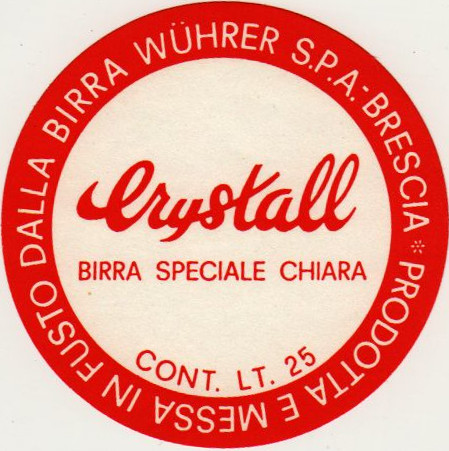 PRODOTTA E MESSA IN FUSTO DALLA BIRRA WÜHRER S.P.A.-BRESCIA *
Crystall
BIRRA SPECIALE CHIARA
CONT. LT. 25